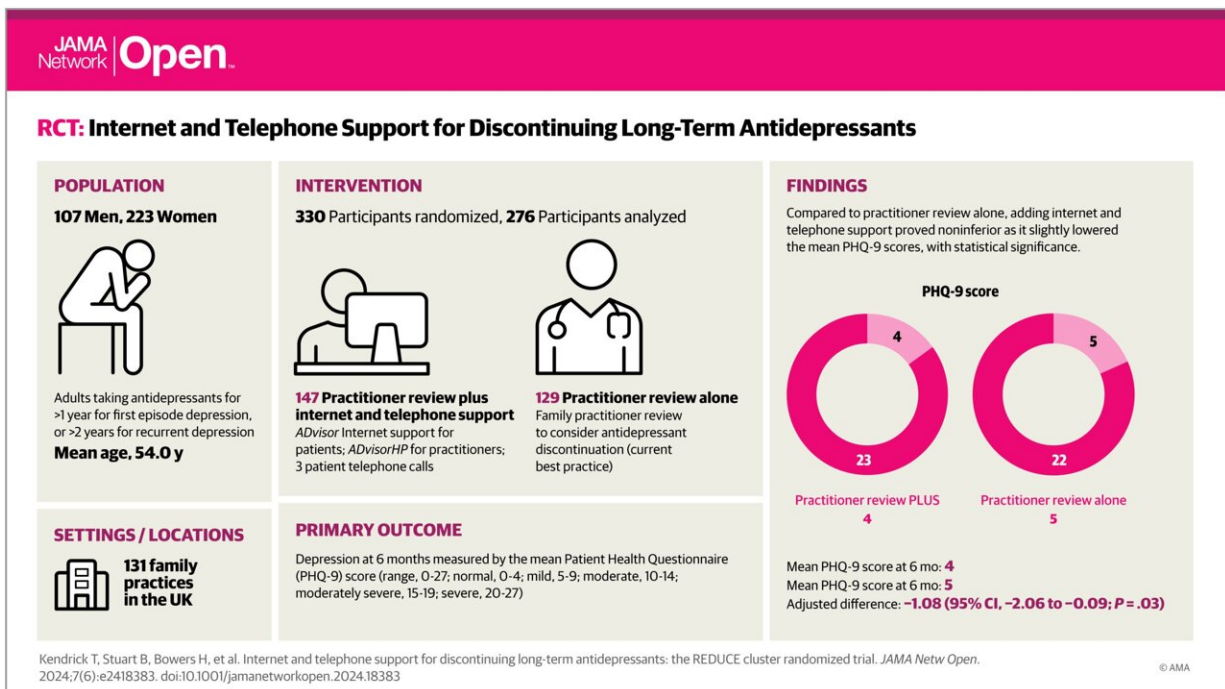 JAMA
Network
Open™
RCT: Internet and Telephone Support for Discontinuing Long-Term Antidepressants
POPULATION
107 Men, 223 Women
Adults taking antidepressants for
>1 year for first episode depression,
or >2 years for recurrent depression
Mean age, 54.0 y
SETTINGS / LOCATIONS
131 family
practices
in the UK
INTERVENTION
330 Participants randomized, 276 Participants analyzed
147 Practitioner review plus
internet and telephone support
ADvisor Internet support for
patients; ADvisorHP for practitioners;
3 patient telephone calls
129 Practitioner review alone
Family practitioner review
to consider antidepressant
discontinuation (current
best practice)
PRIMARY OUTCOME
Depression at 6 months measured by the mean Patient Health Questionnaire
(PHQ-9) score (range, 0-27; normal, 0-4; mild, 5-9; moderate, 10-14;
moderately severe, 15-19; severe, 20-27)
FINDINGS
Compared to practitioner review alone, adding internet and
telephone support proved noninferior as it slightly lowered
the mean PHQ-9 scores, with statistical significance.
PHQ-9 score
4
23
Practitioner review PLUS
4
5
22
Practitioner review alone
5
Mean PHQ-9 score at 6 mo: 4
Mean PHQ-9 score at 6 mo: 5
Adjusted difference: −1.08 (95% CI, −2.06 to −0.09; P = .03)
Kendrick T, Stuart B, Bowers H, et al. Internet and telephone support for discontinuing long-term antidepressants: the REDUCE cluster randomized trial. JAMA Netw Open.
2024;7(6):e2418383. doi:10.1001/jamanetworkopen.2024.18383
© AMA